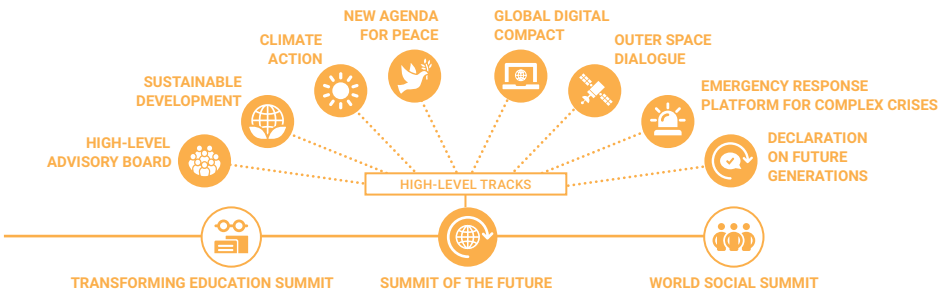 NEW AGENDA
FOR PEACE
GLOBAL DIGITAL
COMPACT
CLIMATE
ACTION
OUTER SPACE
DIALOGUE
SUSTAINABLE
DEVELOPMENT
EMERGENCY RESPONSE
PLATFORM FOR COMPLEX CRISES
HIGH-LEVEL
ADVISORY BOARD
DECLARATION
ON FUTURE
GENERATIONS
HIGH-LEVEL TRACKS
TRANSFORMING EDUCATION SUMMIT
SUMMIT OF THE FUTURE
WORLD SOCIAL SUMMIT